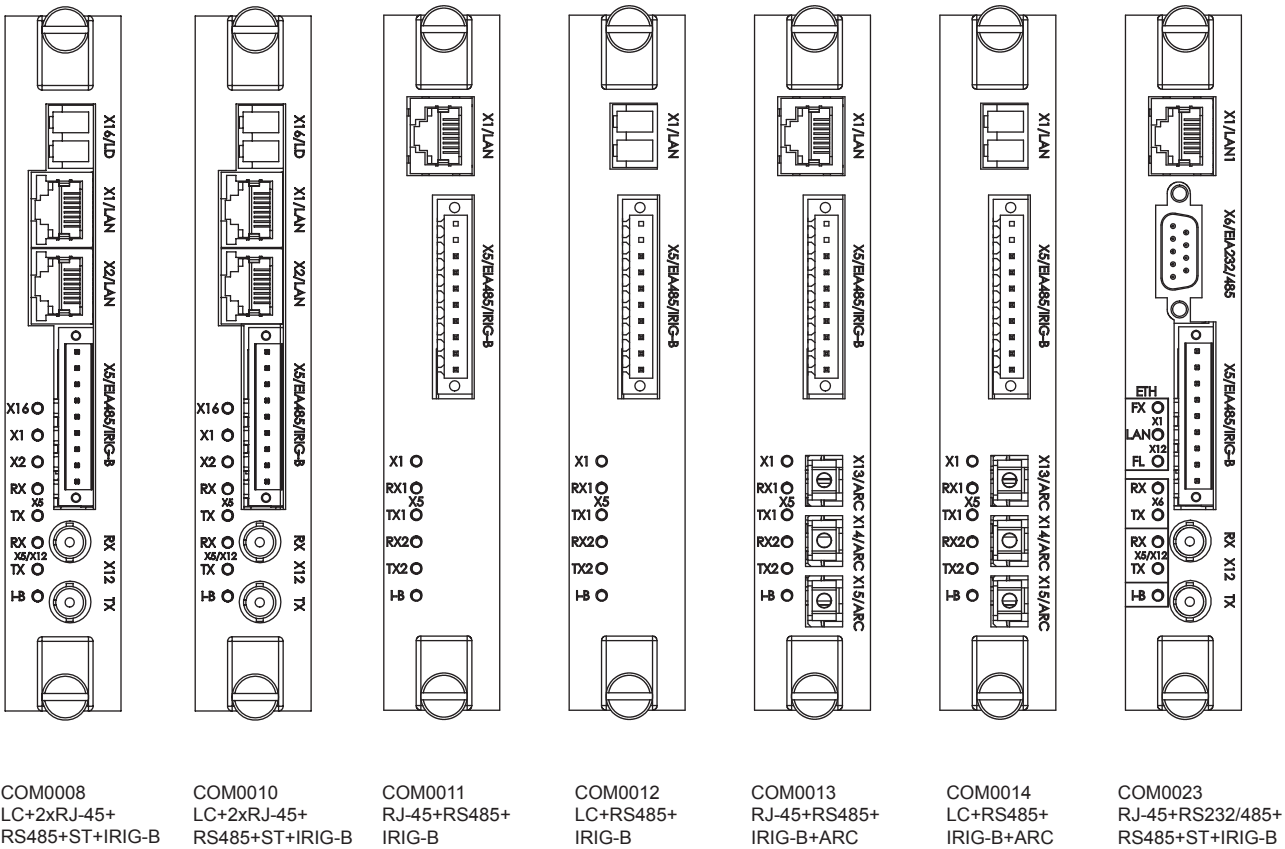 X16/LD
X1/LAN
X2/LAN
X5/EIA485/IRIG-B
X16
X1
X2
RX
X5
TX
RX
X5/X12
TX
I-B
RX X12 TX
X16/LD
X1/LAN
X2/LAN
X5/EIA485/IRIG-B
X16
X1
X2
RX
X5
TX
RX
X5/X12
TX
I-B
RX X12 TX
X1/LAN
X5/EIA485/IRIG-B
X1
RX1
X5
TX1
RX2
TX2
I-B
X1/LAN
X5/EIA485/IRIG-B
X1
RX1
X5
TX1
RX2
TX2
I-B
X1/LAN
X5/EIA485/IRIG-B
X1
RX1
X5
TX1
RX2
TX2
I-B
X13/ARC X14/ARC X15/ARC
X1/LAN
X5/EIA485/IRIG-B
X1
RX1
X5
TX1
RX2
TX2
I-B
X13/ARC X14/ARC X15/ARC
X1/LAN1
X6/EIA232/485
X5/EIA485/IRIG-B
ETH
FX
X1
LAN
X12
FL
RX
X6
TX
RX
X5/X12
TX
I-B
RX X12 TX
COM0008
LC+2xRJ-45+
RS485+ST+IRIG-B
COM0010
LC+2xRJ-45+
RS485+ST+IRIG-B
COM0011
RJ-45+RS485+
IRIG-B
COM0012
LC+RS485+
IRIG-B
COM0013
RJ-45+RS485+
IRIG-B+ARC
COM0014
LC+RS485+
IRIG-B+ARC
COM0023
RJ-45+RS232/485+
RS485+ST+IRIG-B